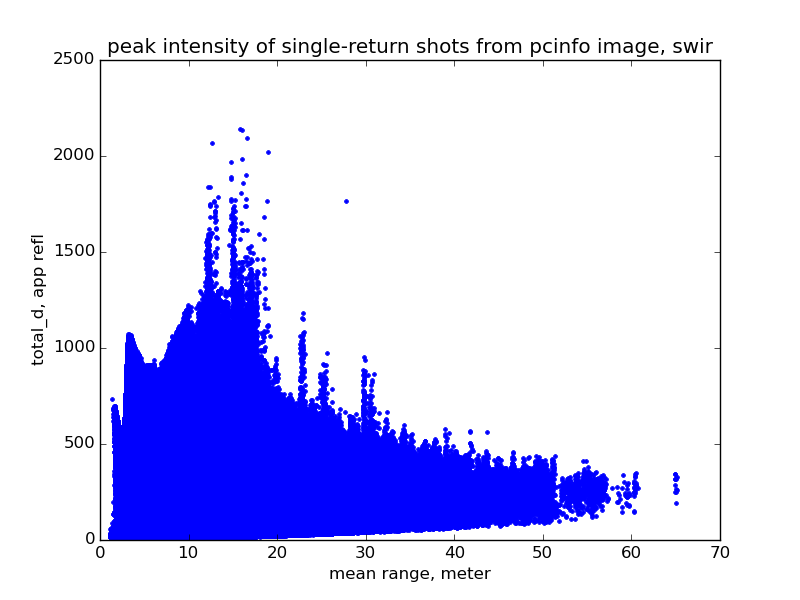 peak intensity of single-return shots from pcinfo image, swir
2500
2000
1500
1000
500
0
total_d, app refl
0 10 20 30 40 50 60 70
mean range, meter